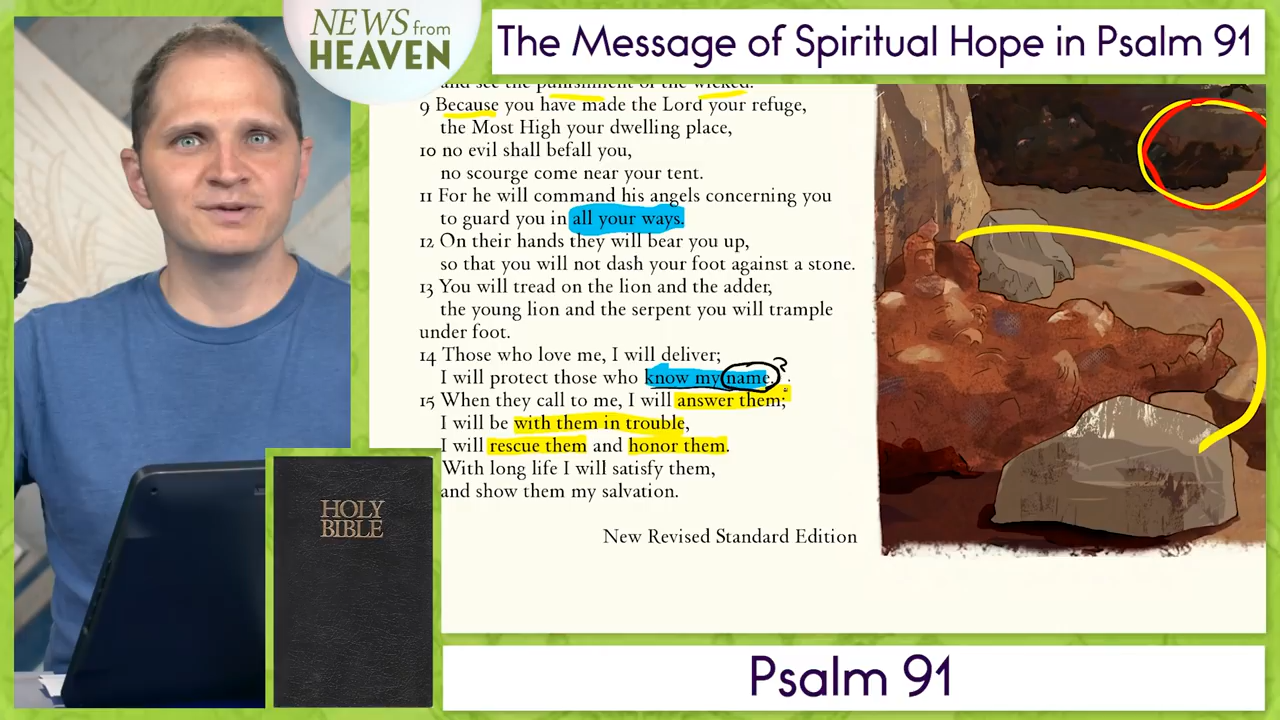 NEWS from
HEAVEN
The Message of Spiritual Hope in Psalm 91
and see the punishment of the wicked.
9 Because you have made the Lord your refuge,
the Most High your dwelling place,
10 no evil shall befall you,
no scourge come near your tent.
11 For he will command his angels concerning you
to guard you in all your ways.
12 On their hands they will bear you up,
so that you will not dash your foot against a stone.
13 You will tread on the lion and the adder,
the young lion and the serpent you will trample
under foot.
14 Those who love me, I will deliver;
I will protect those who know my name. ?
15 When they call to me, I will answer them;
I will be with them in trouble,
I will rescue them and honor them.
With long life I will satisfy them,
and show them my salvation.
New Revised Standard Edition
HOLY
BIBLE
Psalm 91